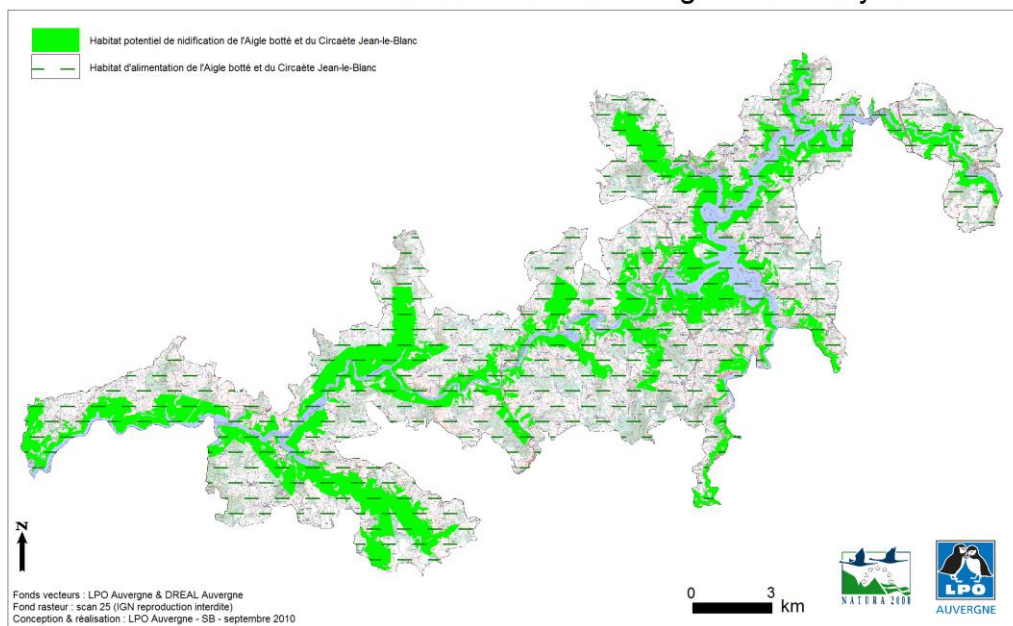 Habitat potentiel de nidification de l'Aigle botté et du Circaète Jean-le-Blanc
Habitat d'alimentation de l'Aigle botté et du Circaète Jean-le-Blanc
N
Fonds vecteurs : LPO Auvergne & DREAL Auvergne
Fond rasteur : scan 25 (IGN reproduction interdite)
Conception & réalisation : LPO Auvergne - SB - septembre 2010
0 3
km
NATURA 2000
LPO
AUVERGNE